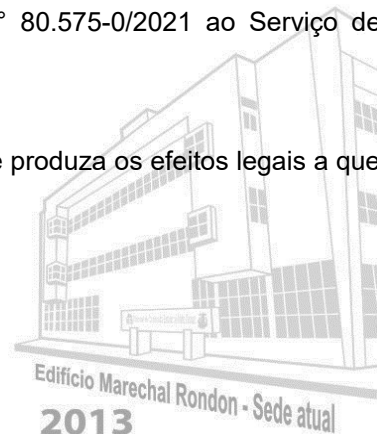 ° 80.575-0/2021 ao Serviço de
e produza os efeitos legais a que
Edifício Marechal Rondon - Sede atual
2013